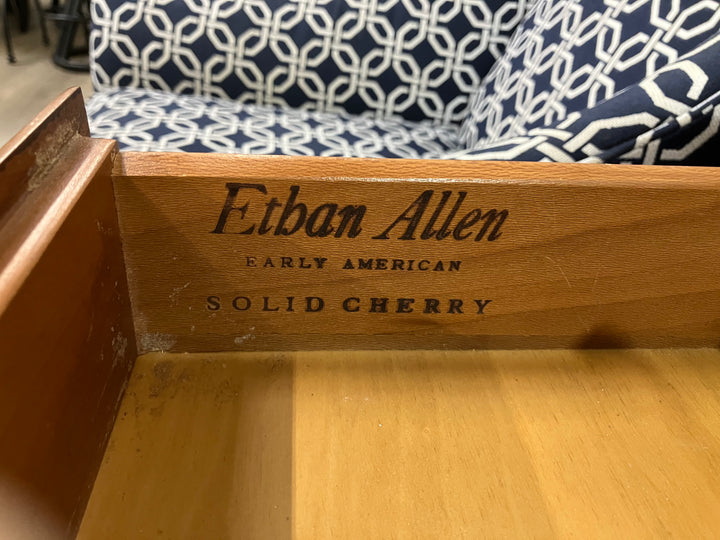 Ethan Allen
EARLY AMERICAN
SOLID CHERRY